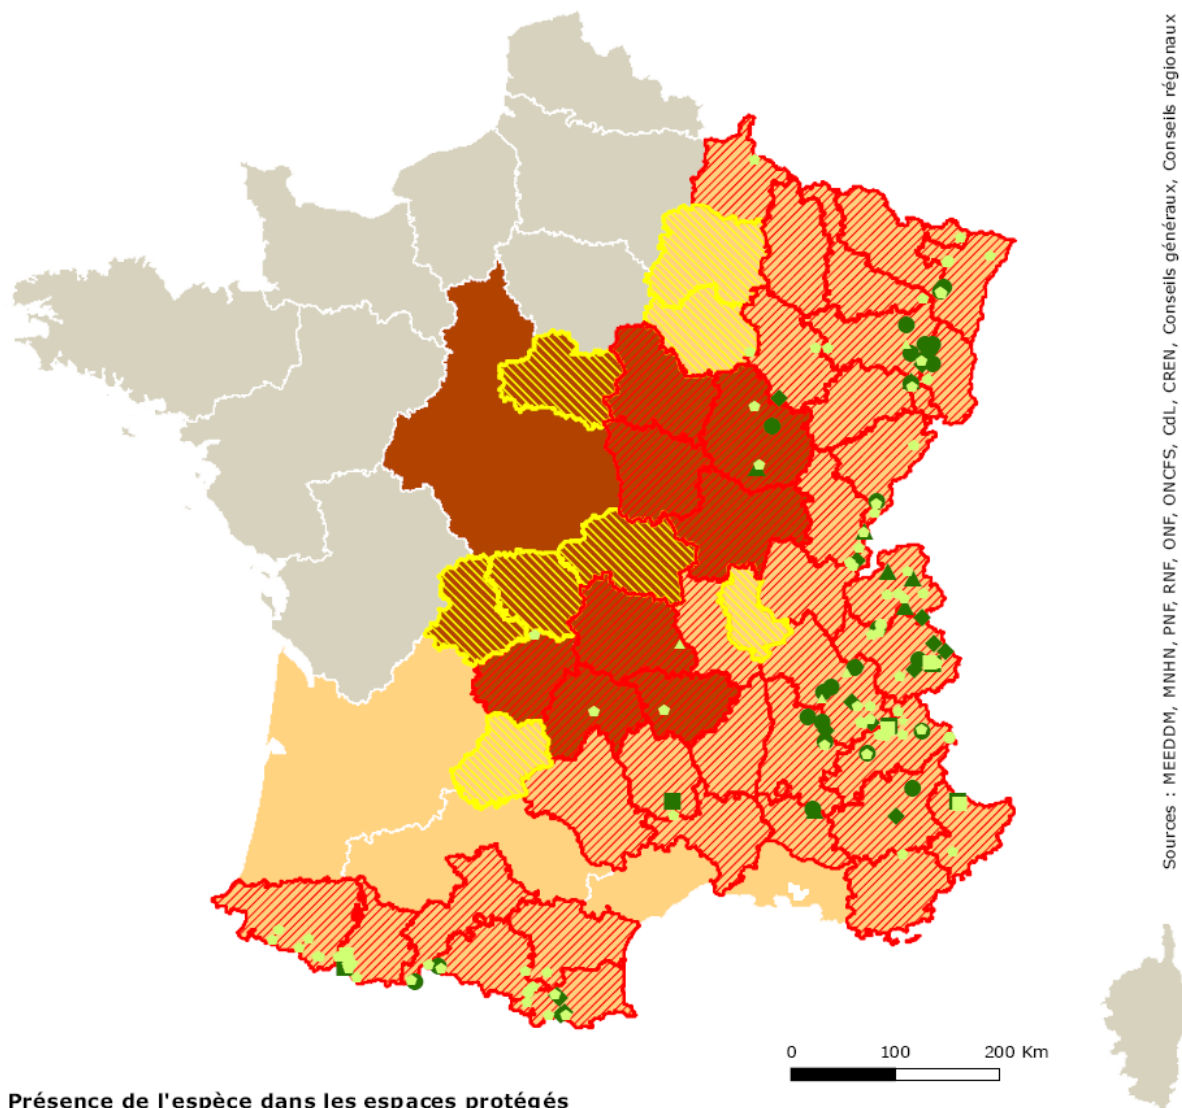 Sources : MEEDDM, MNHN, PNF, RNF, ONF, ONCFS, CdL, CREN, Conseils généraux, Conseils régionaux
0 100 200 Km
Présence de l'espèce dans les espaces protégés